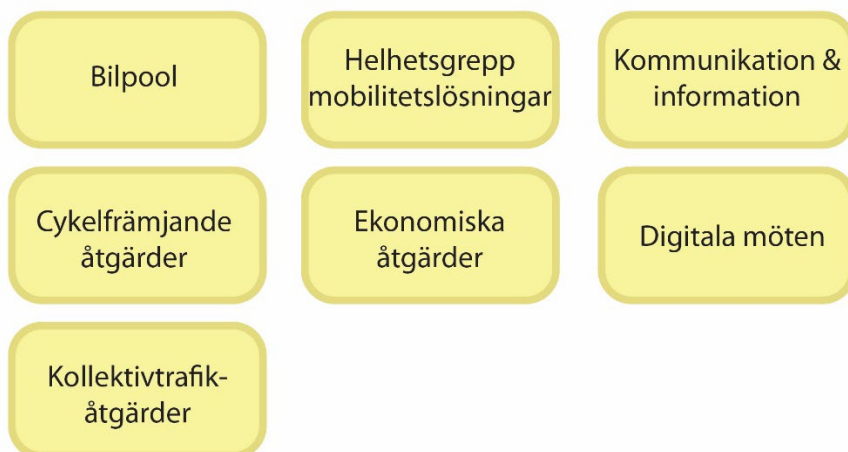 Bilpool
Helhetsgrepp
mobilitetslösningar
Kommunikation &
information
Cykelfrämjande
åtgärder
Ekonomiska
åtgärder
Digitala möten
Kollektivtrafik-
åtgärder